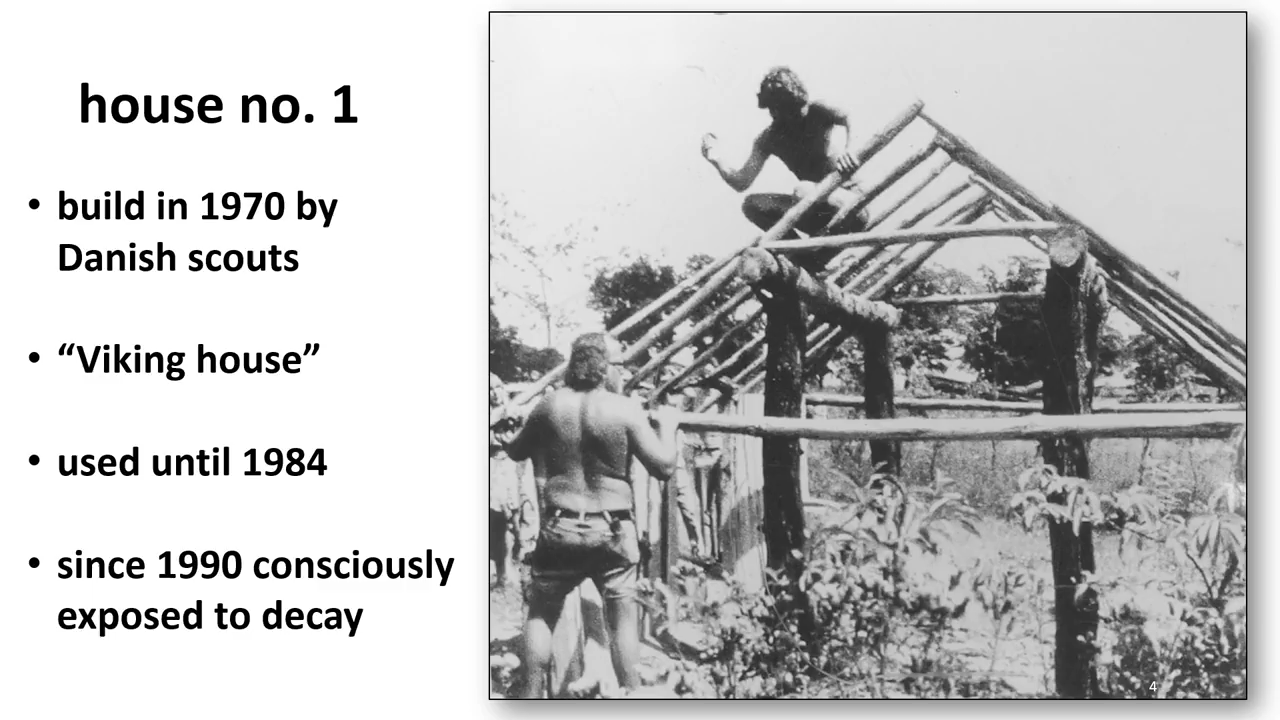 house no. 1
• build in 1970 by
Danish scouts
• “Viking house”
• used until 1984
• since 1990 consciously
exposed to decay
4